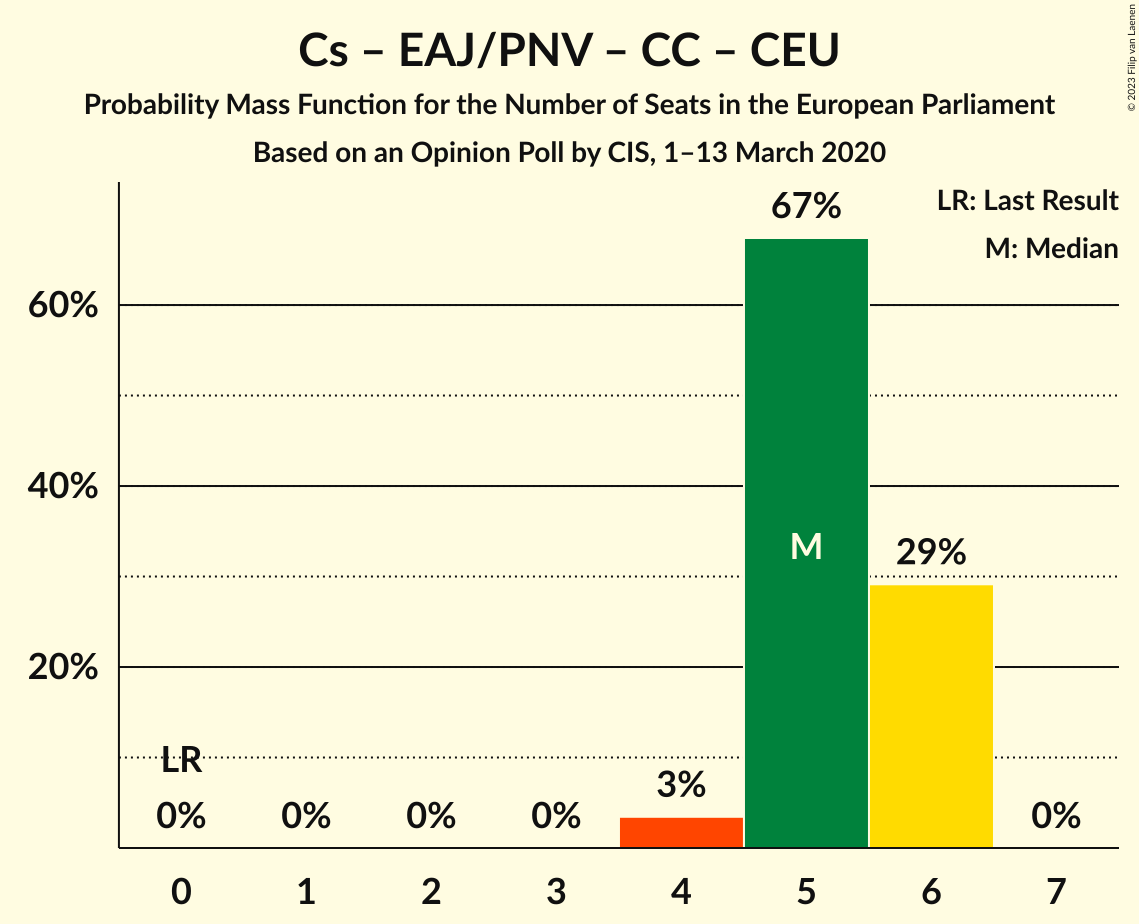 Cs – EAJ/PNV – CC – CEU
Probability Mass Function for the Number of Seats in the European Parliament
Based on an Opinion Poll by CIS, 1–13 March 2020
© 2023 Filip van Laenen
LR: Last Result
M: Median
60%
40%
20%
LR
0%
0%
0%
0%
3%
67%
M
29%
0%
0 1 2 3 4 5 6 7